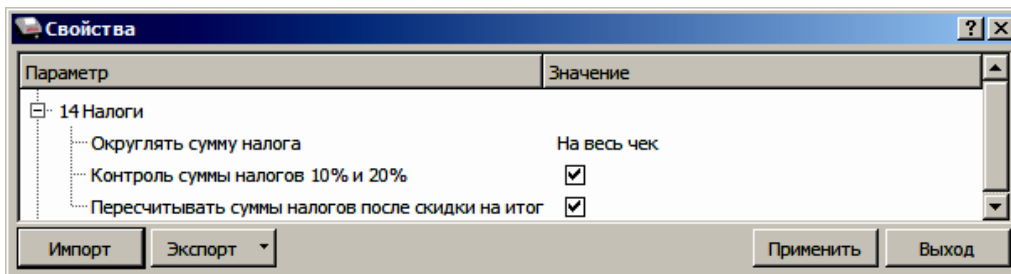 Свойства
Параметр Значение
14 Налоги
Округлять сумму налога На весь чек
Контроль суммы налогов 10% и 20%
Пересчитывать суммы налогов после скидки на итог
Импорт Экспорт Применить Выход